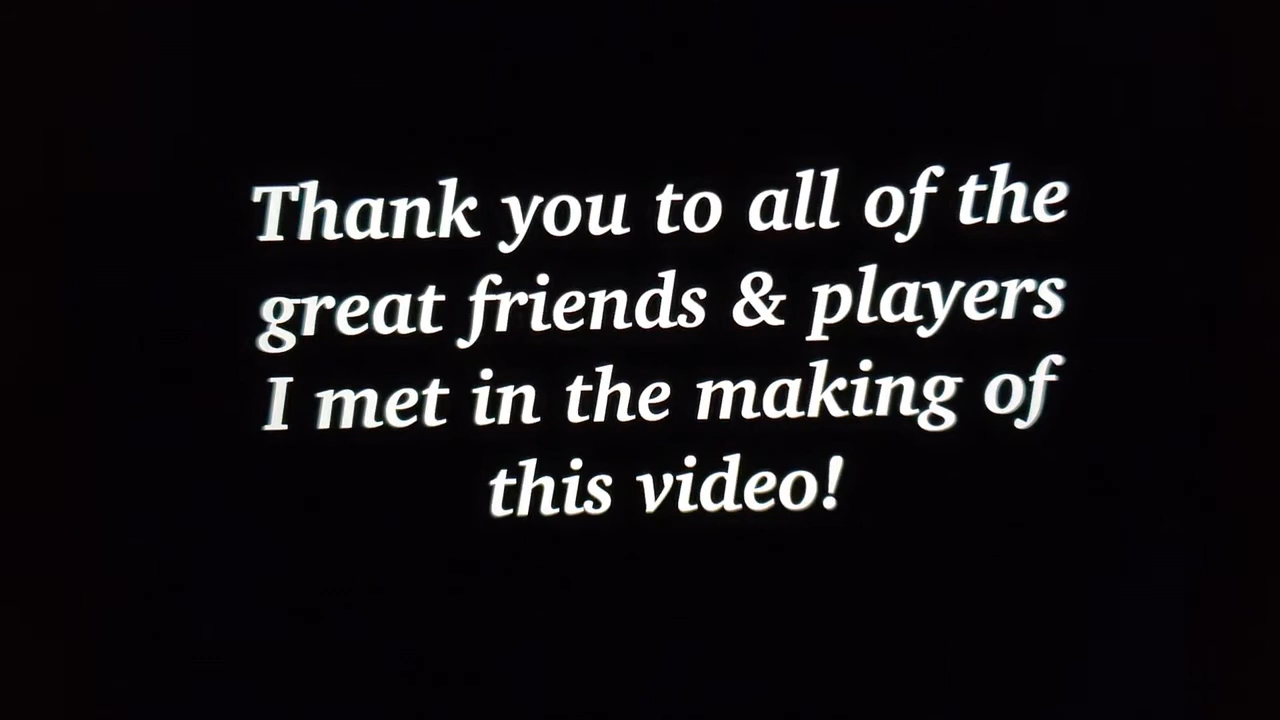 Thank you to all of the
great friends & players
I met in the making of
this video!